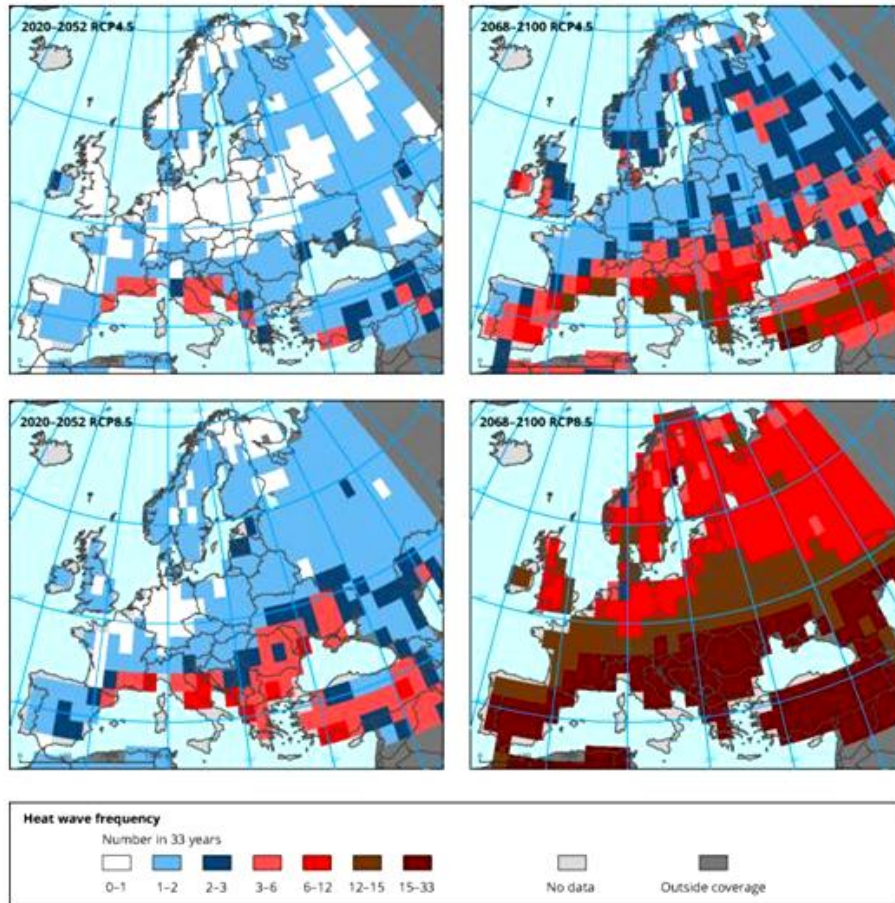 2020–2052 RCP4.5
2068–2100 RCP4.5
2020–2052 RCP8.5
2068–2100 RCP8.5
Heat wave frequency
Number in 33 years
0–1 1–2 2–3 3–6 6–12 12–15 15–33 No data Outside coverage